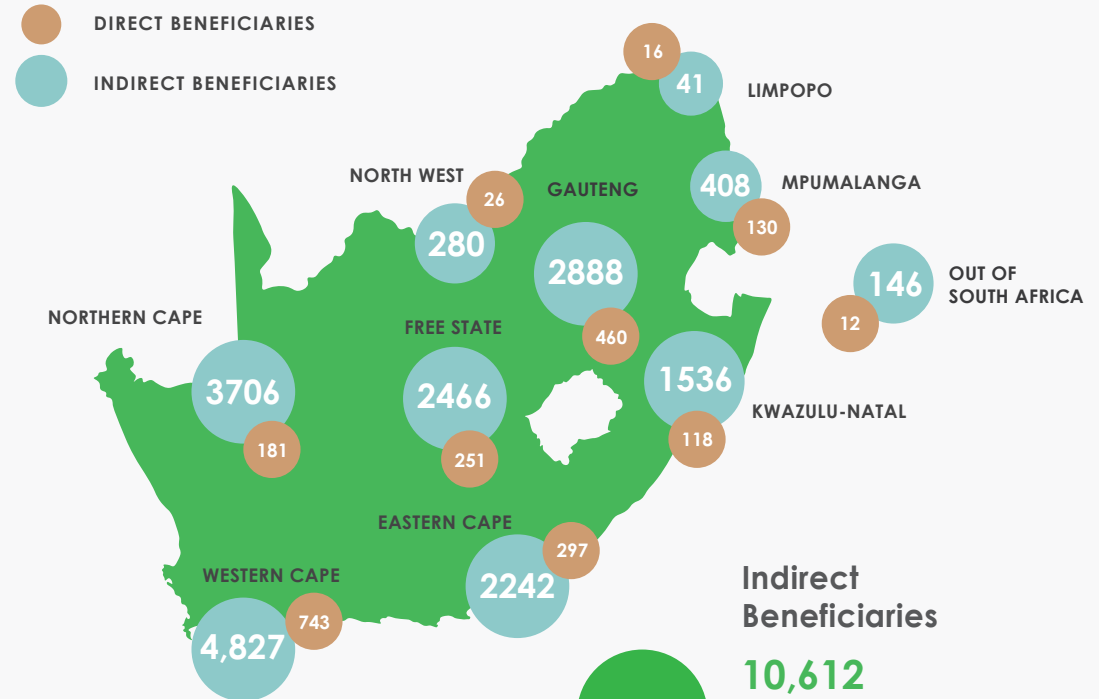 DIRECT BENEFICIARIES
INDIRECT BENEFICIARIES
16
41
LIMPOPO
NORTH WEST
26
280
GAUTENG
2888
460
408
MPUMALANGA
130
146
OUT OF
SOUTH AFRICA
12
NORTHERN CAPE
3706
181
FREE STATE
2466
251
1536
KWAZULU-NATAL
118
EASTERN CAPE
297
2242
WESTERN CAPE
743
4,827
Indirect
Beneficiaries
10,612